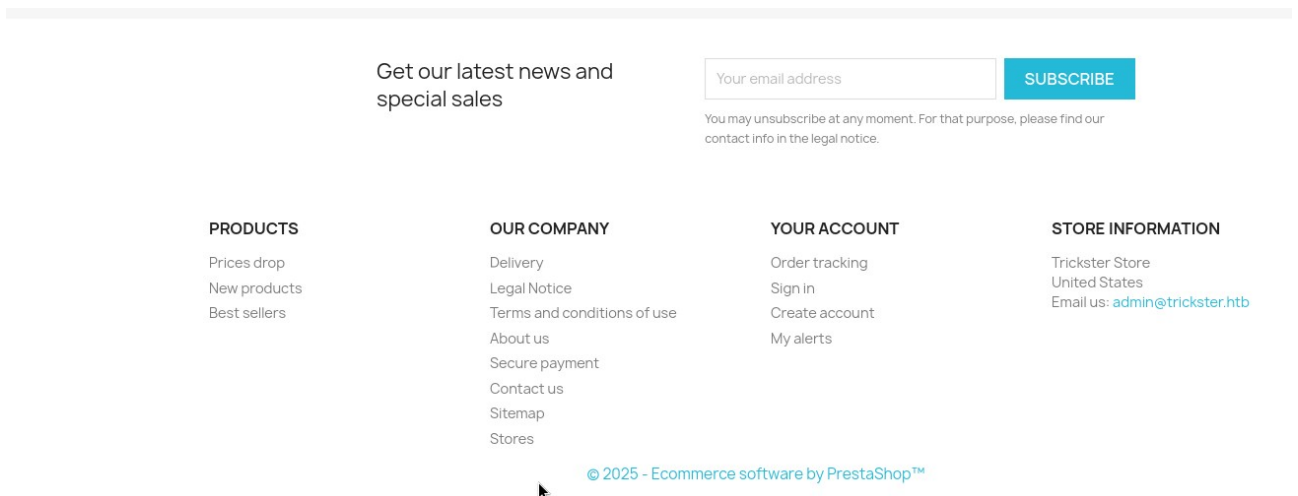 Get our latest news and
special sales
Your email address
SUBSCRIBE
You may unsubscribe at any moment. For that purpose, please find our
contact info in the legal notice.
PRODUCTS
Prices drop
New products
Best sellers
OUR COMPANY
Delivery
Legal Notice
Terms and conditions of use
About us
Secure payment
Contact us
Sitemap
Stores
YOUR ACCOUNT
Order tracking
Sign in
Create account
My alerts
STORE INFORMATION
Trickster Store
United States
Email us: admin@trickster.htb
© 2025 - Ecommerce software by PrestaShop™